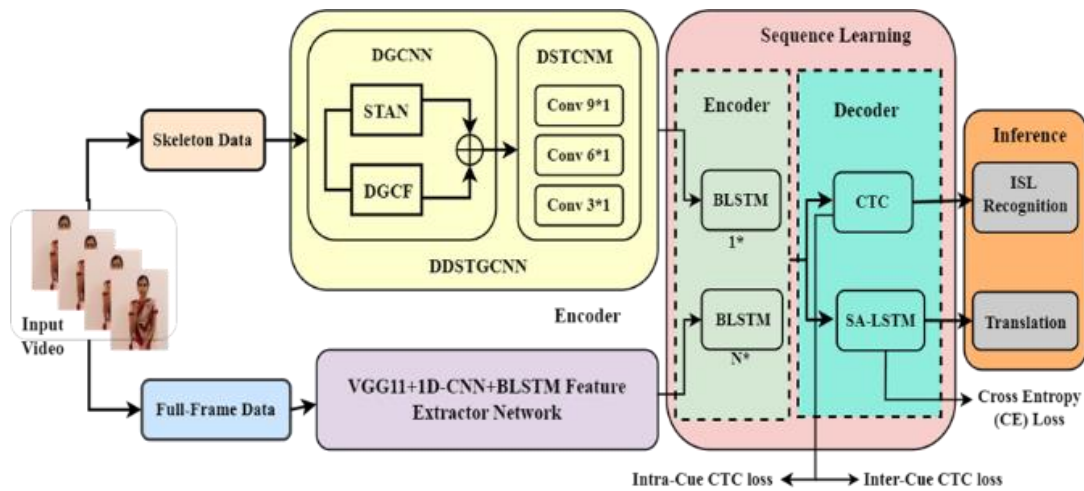 Sequence Learning
DGCNN
DSTCNM
STAN
DGCF
Conv 9*1
Conv 6*1
Conv 3*1
DDSTGCNN
Encoder
Skeleton Data
Input
Video
Full-Frame Data
VGG11+1D-CNN+BLSTM Feature
Extractor Network
Encoder
BLSTM
1*
BLSTM
N*
Decoder
CTC
SA-LSTM
Inference
ISL
Recognition
Translation
Cross Entropy
(CE) Loss
Intra-Cue CTC loss
Inter-Cue CTC loss